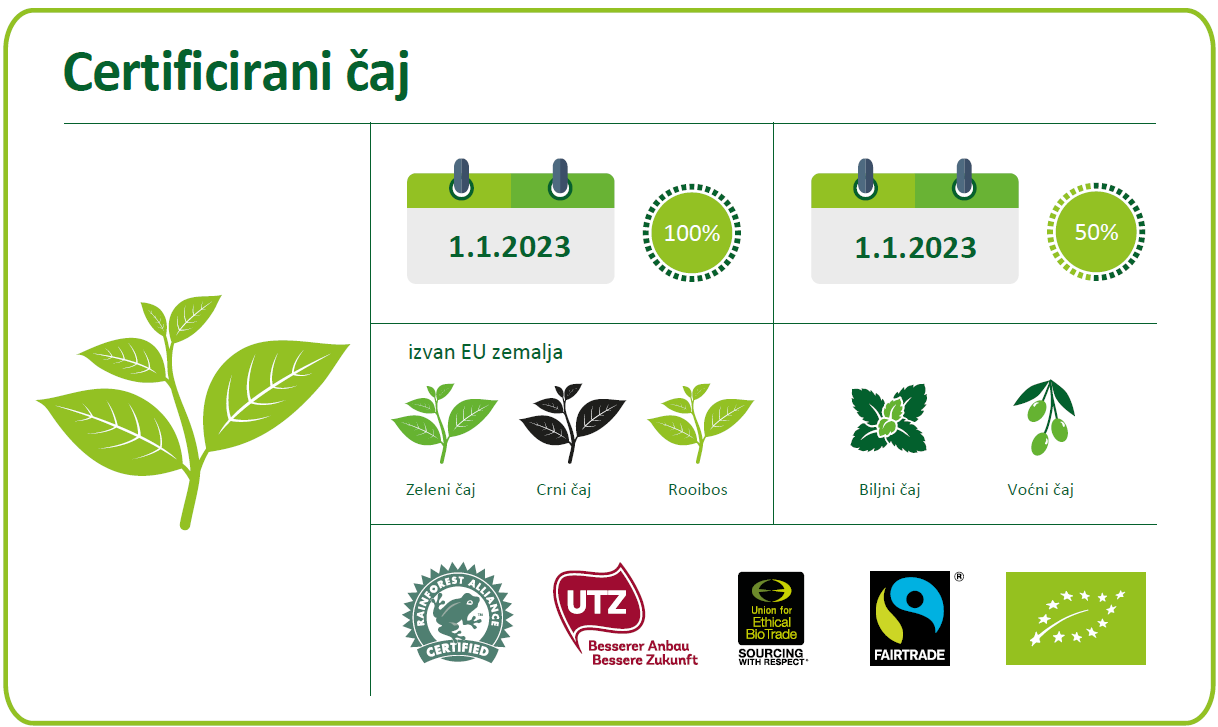 Certificirani čaj
1.1.2023
100%
1.1.2023
50%
izvan EU zemalja
Zeleni čaj
Crni čaj
Rooibos
Biljni čaj
Voćni čaj
RAINFOREST ALLIANCE
TM
CERTIFIED
UTZ
Besserer Anbau
Bessere Zukunft
Union for
Ethical
BioTrade
SOURCING
WITH RESPECT®
®
FAIRTRADE